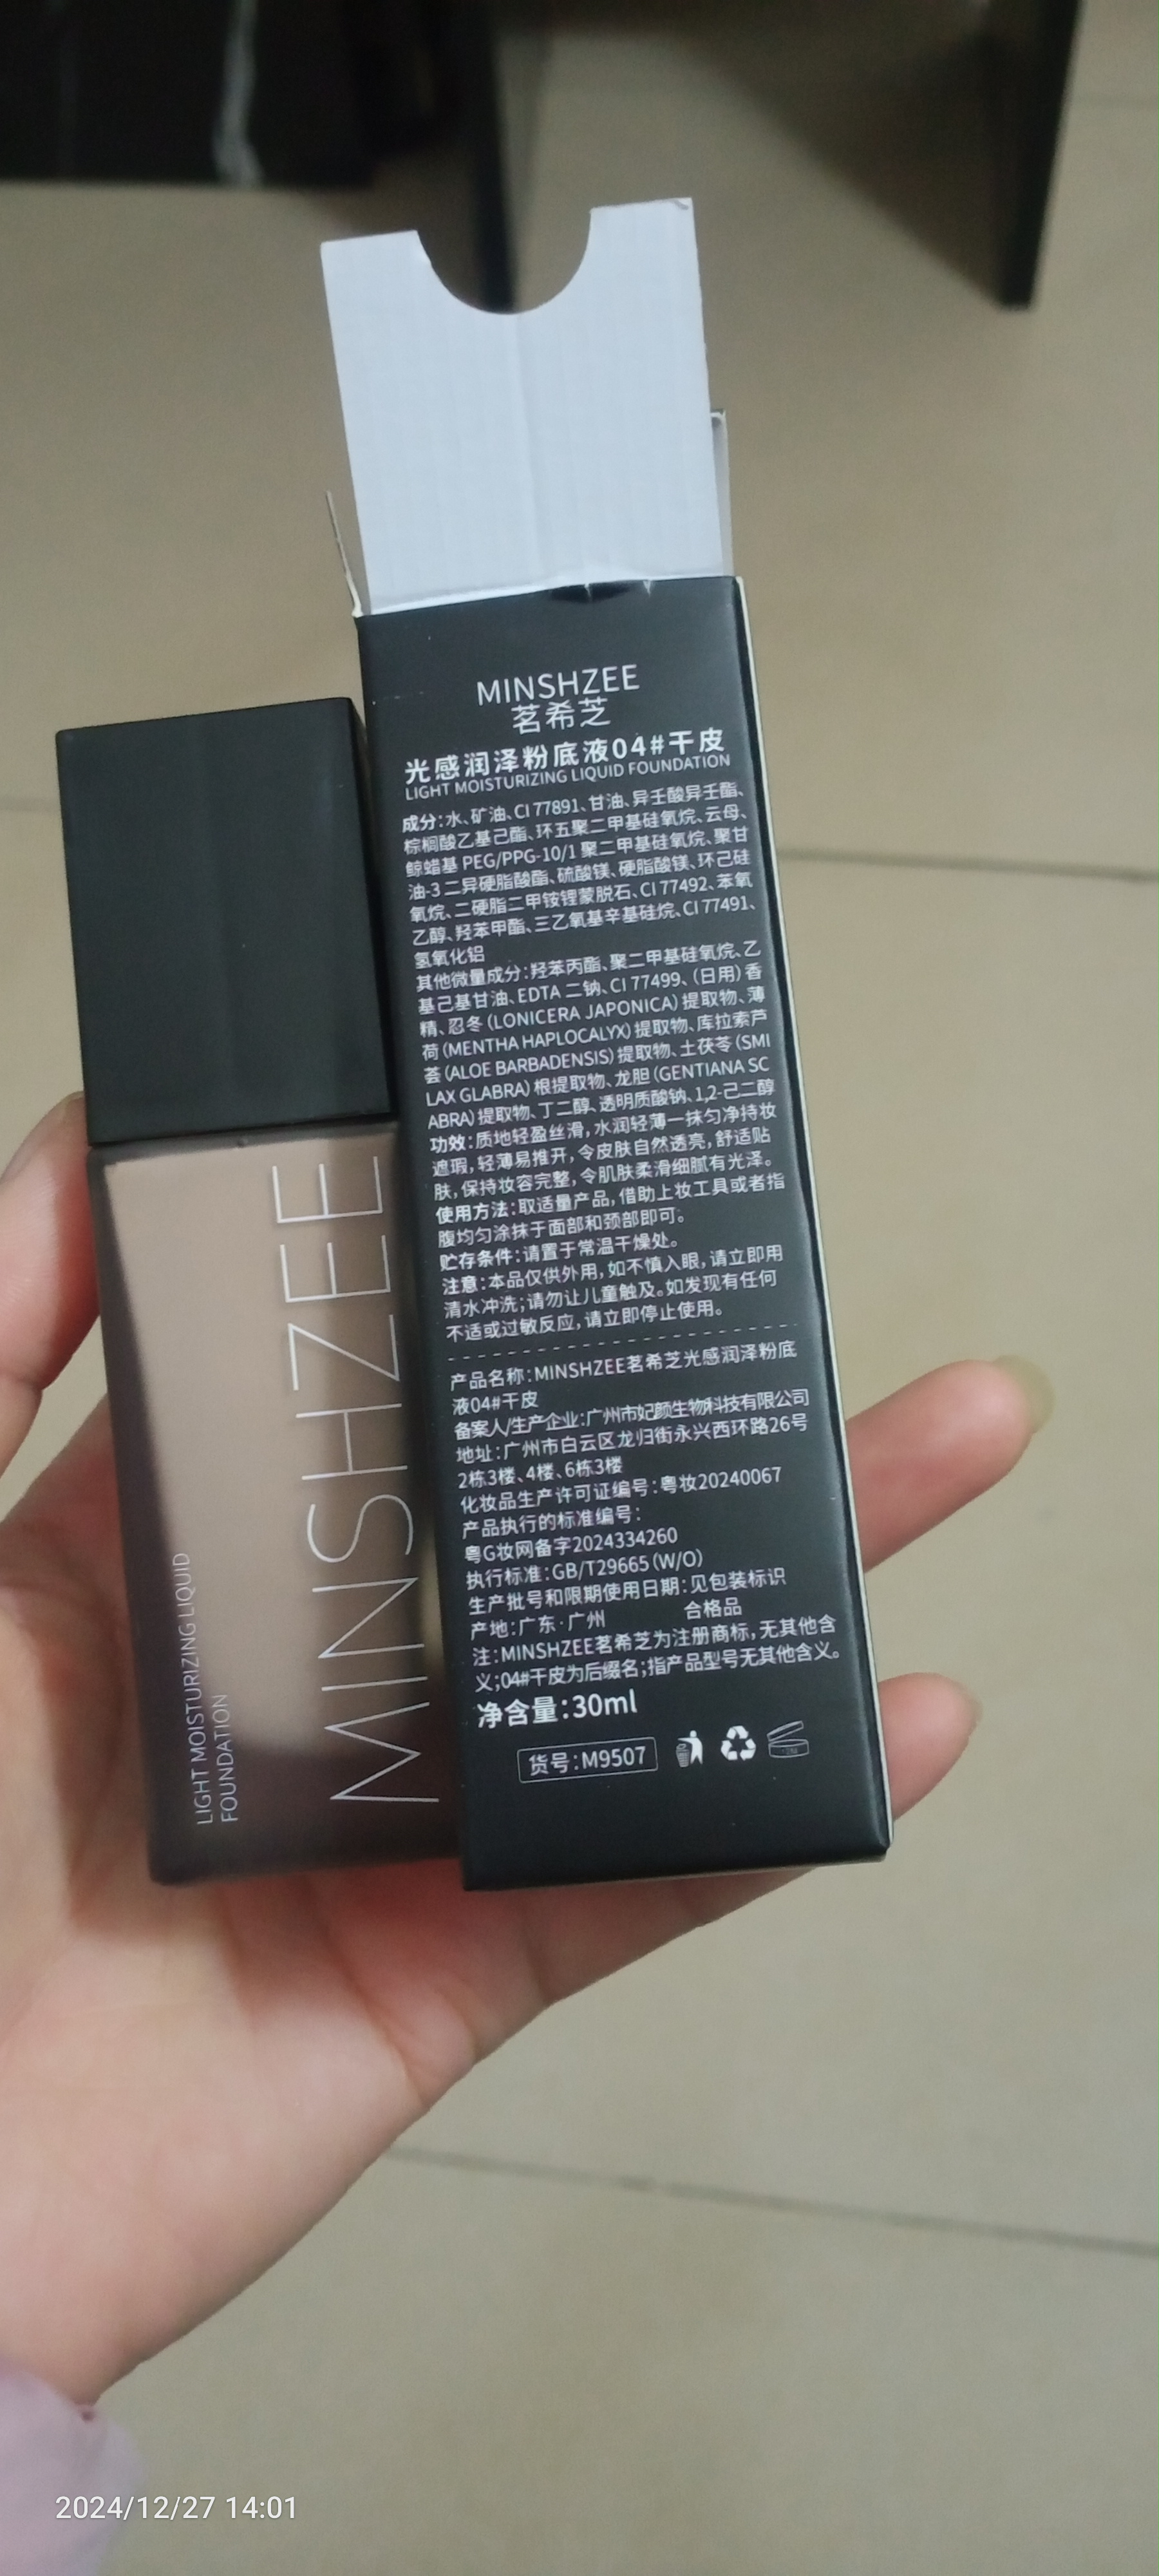 MINSHZEE
茗希芝
光感润泽粉底液04#干皮
LIGHT MOISTURIZING LIQUID FOUNDATION
成分:水、矿油、CI 77891、甘油、异壬酸异壬酯、
棕榈酸乙基己酯、环五聚二甲基硅氧烷、云母、
鲸蜡基 PEG/PPG-10/1 聚二甲基硅氧烷、聚甘
油-3 二异硬脂酸酯、硫酸镁、硬脂酸镁、环己硅
氧烷、二硬脂二甲铵锂蒙脱石、CI 77492、苯氧
乙醇、羟苯甲酯、三乙氧基辛基硅烷、CI 77491、
氢氧化铝
其他微量成分:羟苯丙酯、聚二甲基硅氧烷、乙
基己基甘油、EDTA 二钠、CI 77499、(日用)香
精、忍冬(LONICERA JAPONICA)提取物、薄
荷(MENTHA HAPLOCALYX)提取物、库拉索芦
荟(ALOE BARBADENSIS)提取物、土茯苓(SMI
LAX GLABRA)根提取物、龙胆(GENTIANA SC
ABRA)提取物、丁二醇、透明质酸钠、1,2-己二醇
功效:质地轻盈丝滑,水润轻薄一抹匀净持妆
遮瑕,轻薄易推开,令皮肤自然透亮,舒适贴
肤,保持妆容完整,令肌肤柔滑细腻有光泽。
使用方法:取适量产品,借助上妆工具或者指
腹均匀涂抹于面部和颈部即可。
贮存条件:请置于常温干燥处。
注意:本品仅供外用,如不慎入眼,请立即用
清水冲洗;请勿让儿童触及。如发现有任何
不适或过敏反应,请立即停止使用。
产品名称:MINSHZEE茗希芝光感润泽粉底
液04#干皮
备案人/生产企业:广州市妃颜生物科技有限公司
地址:广州市白云区龙归街永兴西环路26号
2栋3楼、4楼、6栋3楼
化妆品生产许可证编号:粤妆20240067
产品执行的标准编号:
粤G妆网备字2024334260
执行标准:GB/T29665(W/O)
生产批号和限期使用日期:见包装标识
产地:广东·广州 合格品
注:MINSHZEE茗希芝为注册商标,无其他含
义;04#干皮为后缀名;指产品型号无其他含义。
净含量:30ml
货号:M9507
MINSHZEE
LIGHT MOISTURIZING LIQUID
FOUNDATION
2024/12/27 14:01